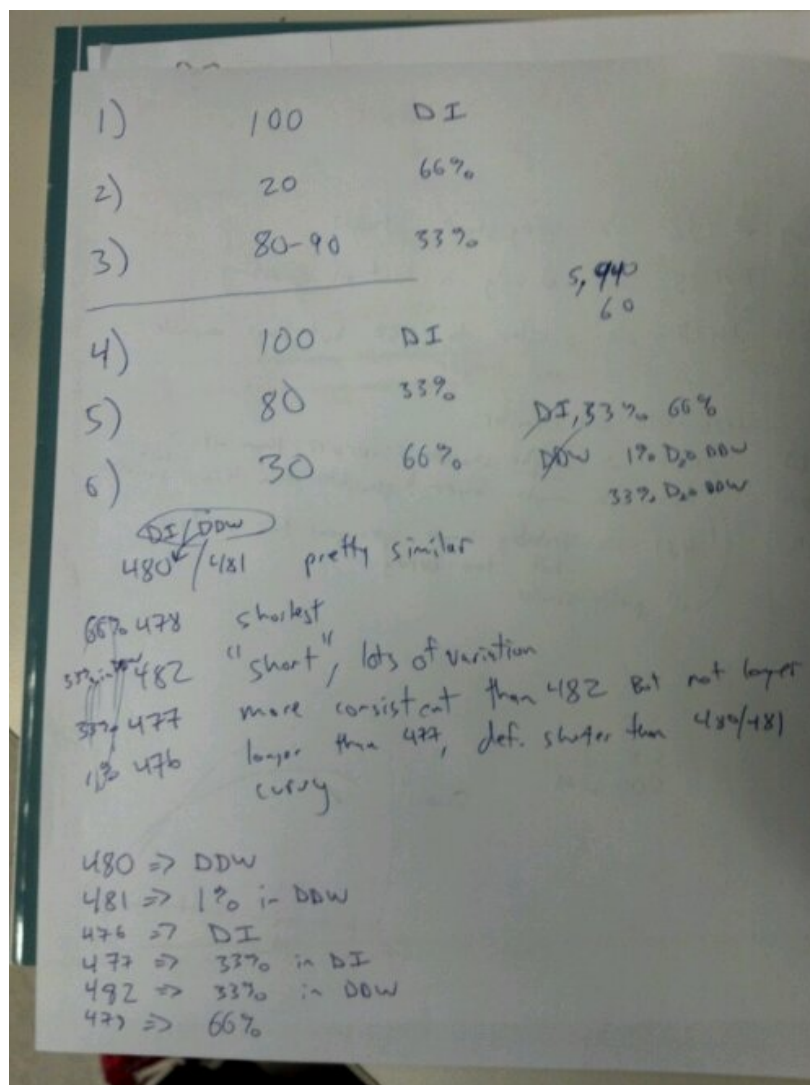 1) 100 DI
2) 20 66%
3) 80-90 33%
5,940
60
4) 100 DI
5) 80 33%
6) 30 66%
DI, 33% 66%
DDW 1% D2O DDW
33% D2O DDW
DI/DDW
480/481 pretty similar
66% 478 shortest
33% in 482 "short", lots of variation
33% 477 more consistent than 482 But not longer
1% 476 longer than 477, def. shorter than 480/481
curvy
480 => DDW
481 => 1% in DDW
476 => DI
477 => 33% in DI
482 => 33% in DDW
=> 66%